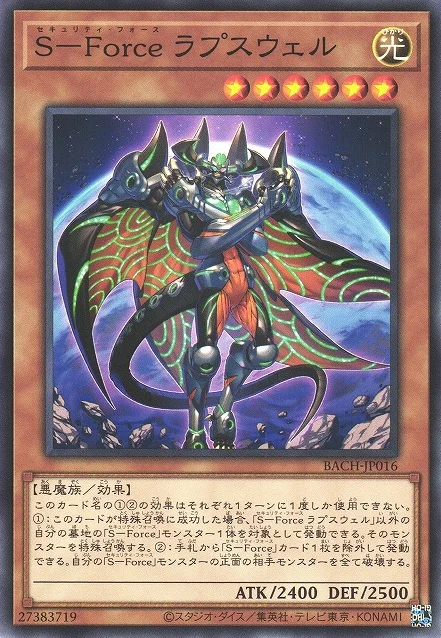 セキュリティ・フォース
S－Force ラプスウェル
ひかり
光
BACH-JP016
【悪魔族／効果】
このカード名の①②の効果はそれぞれ1ターンに1度しか使用できない。
①：このカードが特殊召喚に成功した場合、「S－Force ラプスウェル」以外の
自分の墓地の「S－Force」モンスター1体を対象として発動できる。そのモン
スターを特殊召喚する。②：手札から「S－Force」カード1枚を除外して発動
できる。自分の「S－Force」モンスターの正面の相手モンスターを全て破壊する。
ATK/2400 DEF/2500
27383719
©スタジオ・ダイス／集英社・テレビ東京・KONAMI